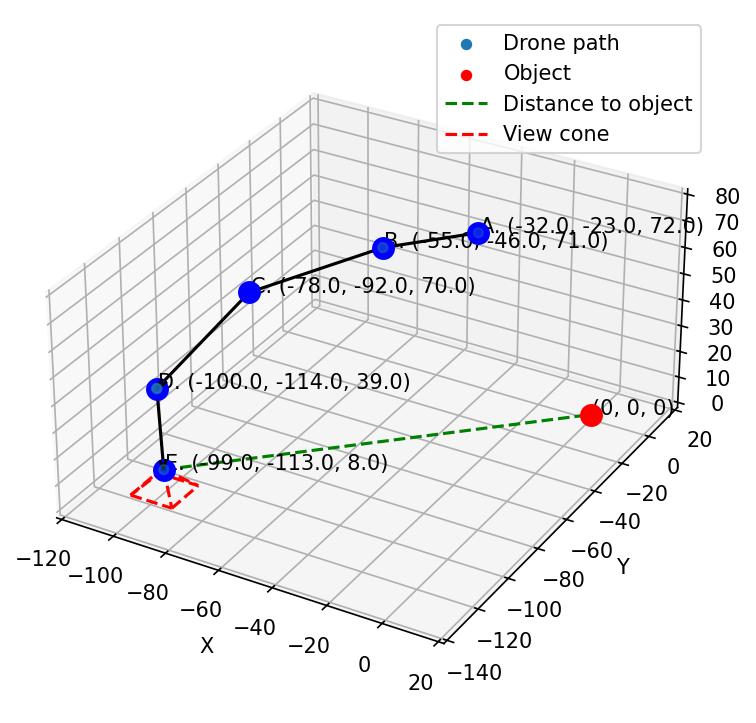 Drone path
Object
Distance to object
View cone
A. (-32.0, -23.0, 72.0)
B. (-55.0, -46.0, 71.0)
C. (-78.0, -92.0, 70.0)
D. (-100.0, -114.0, 39.0)
E. (-99.0, -113.0, 8.0)
(0, 0, 0)
80
70
60
50
40
30
20
10
0
20
0
−20
−40
−60
−80
−100
−120
−140
Y
−120
−100
−80
−60
−40
−20
0
20
X